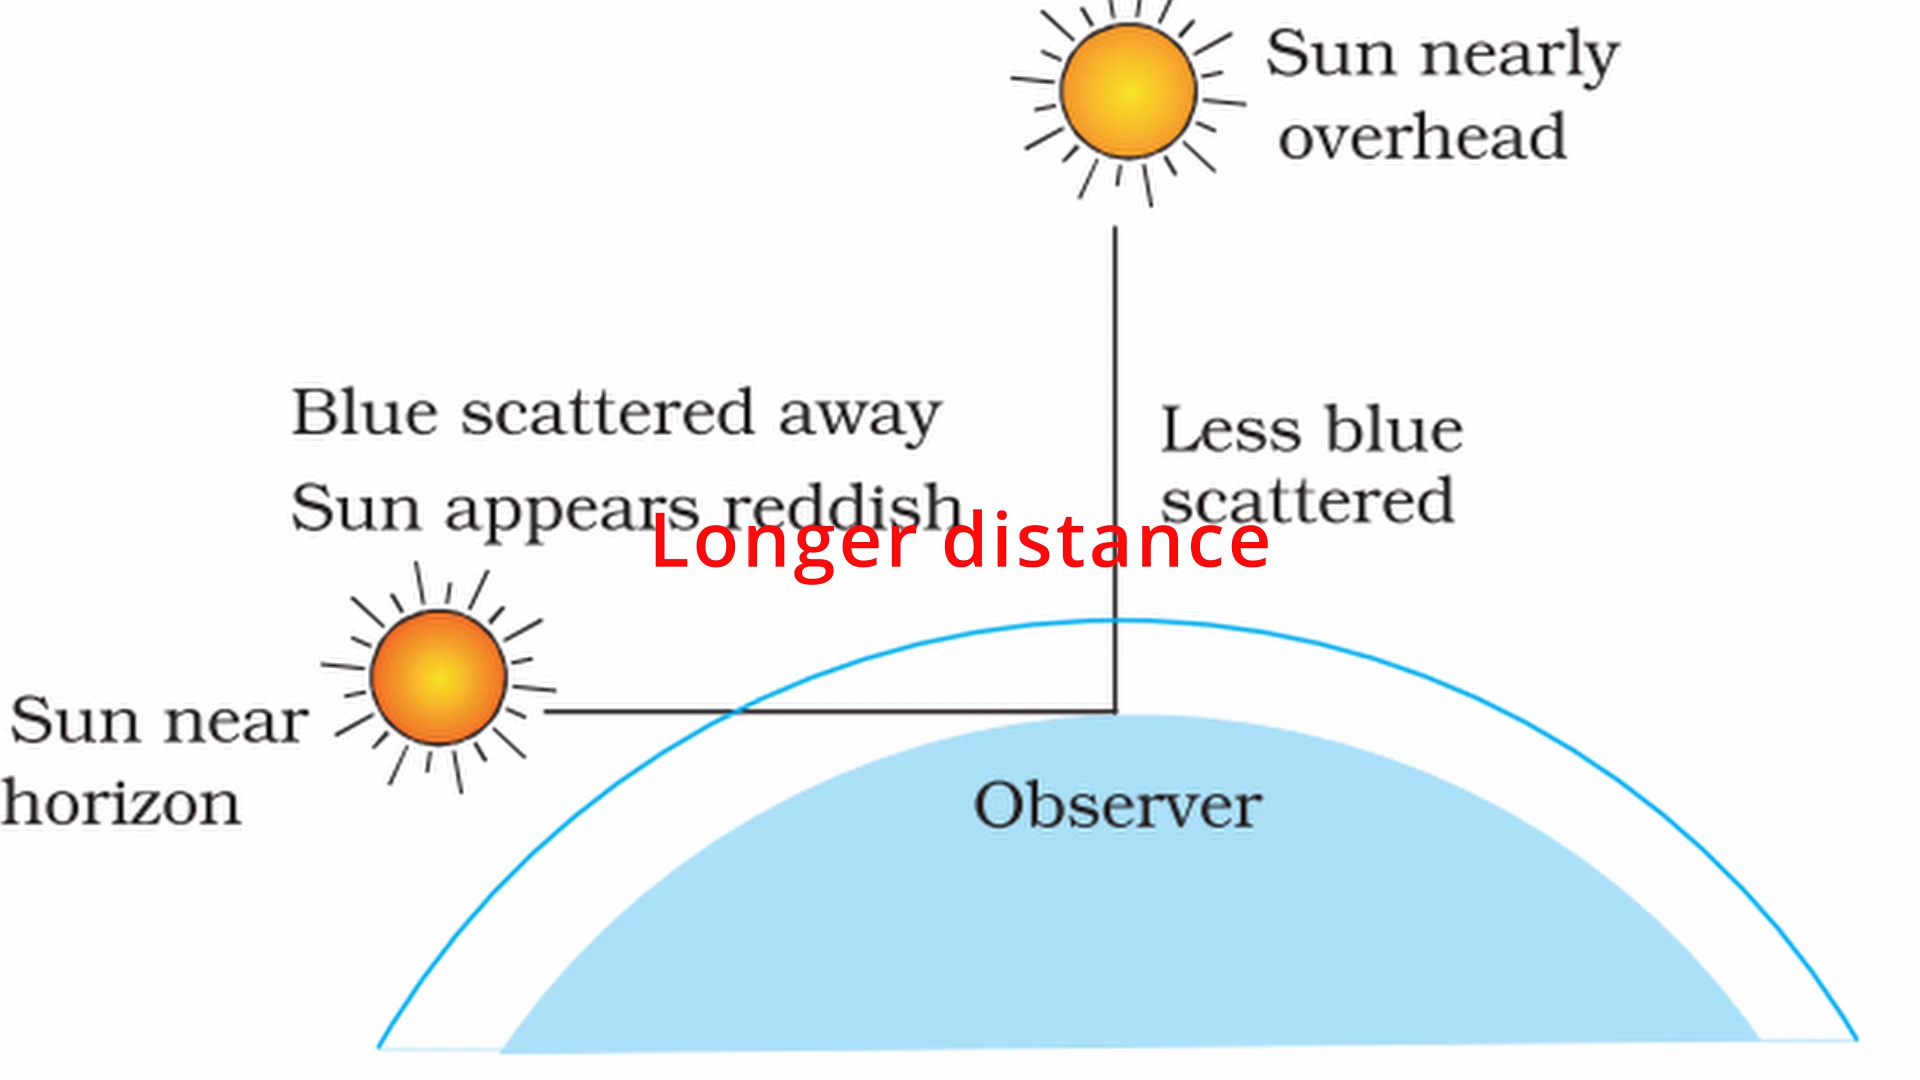 Sun nearly
overhead
Blue scattered away
Sun appears reddish
Less blue
scattered
Longer distance
Sun near
horizon
Observer